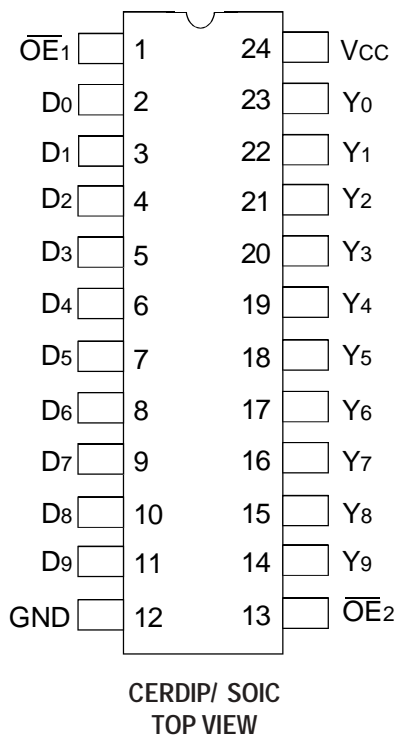 O̅E̅1 1 24 VCC
D0 2 23 Y0
D1 3 22 Y1
D2 4 21 Y2
D3 5 20 Y3
D4 6 19 Y4
D5 7 18 Y5
D6 8 17 Y6
D7 9 16 Y7
D8 10 15 Y8
D9 11 14 Y9
GND 12 13 O̅E̅2
CERDIP/ SOIC
TOP VIEW